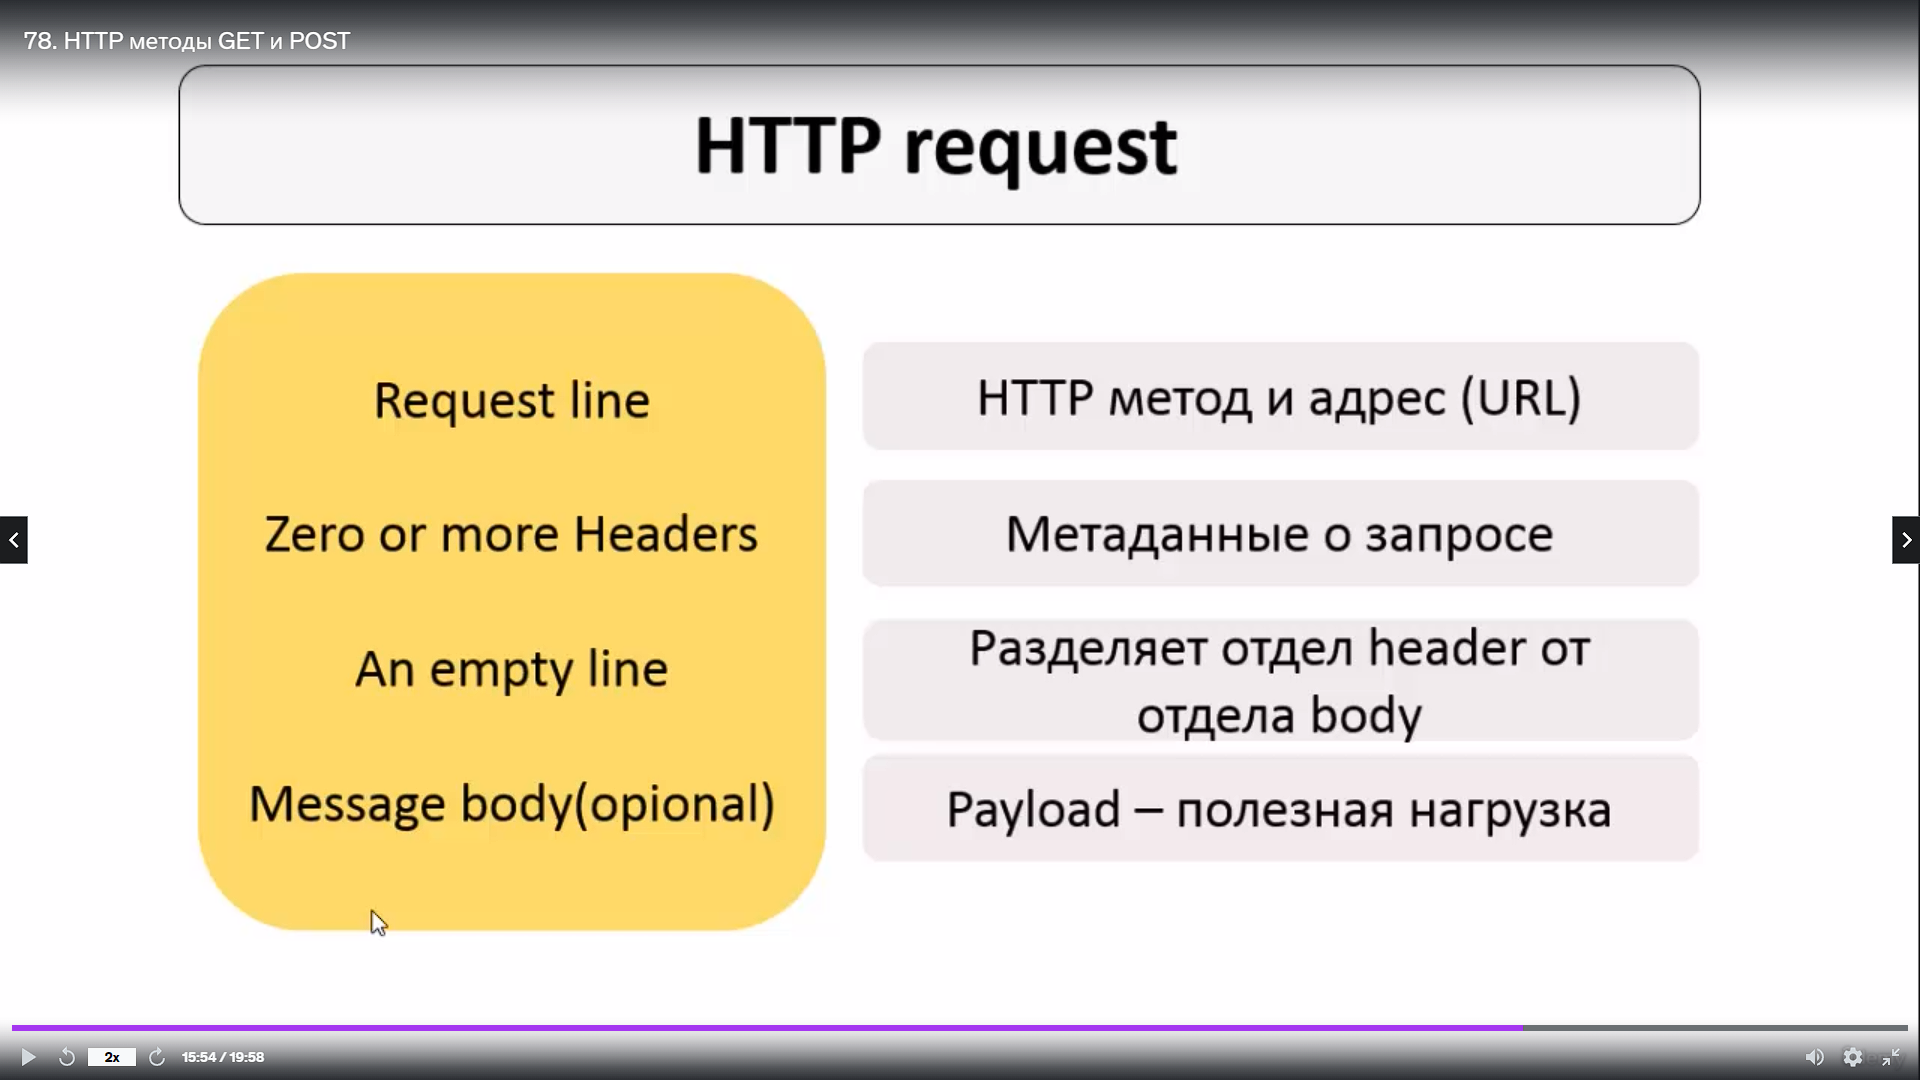 78. HTTP методы GET и POST
HTTP request
Request line
HTTP метод и адрес (URL)
Zero or more Headers
Метаданные о запросе
An empty line
Разделяет отдел header от
отдела body
Message body(opional)
Payload – полезная нагрузка
2x
15:54 / 19:58